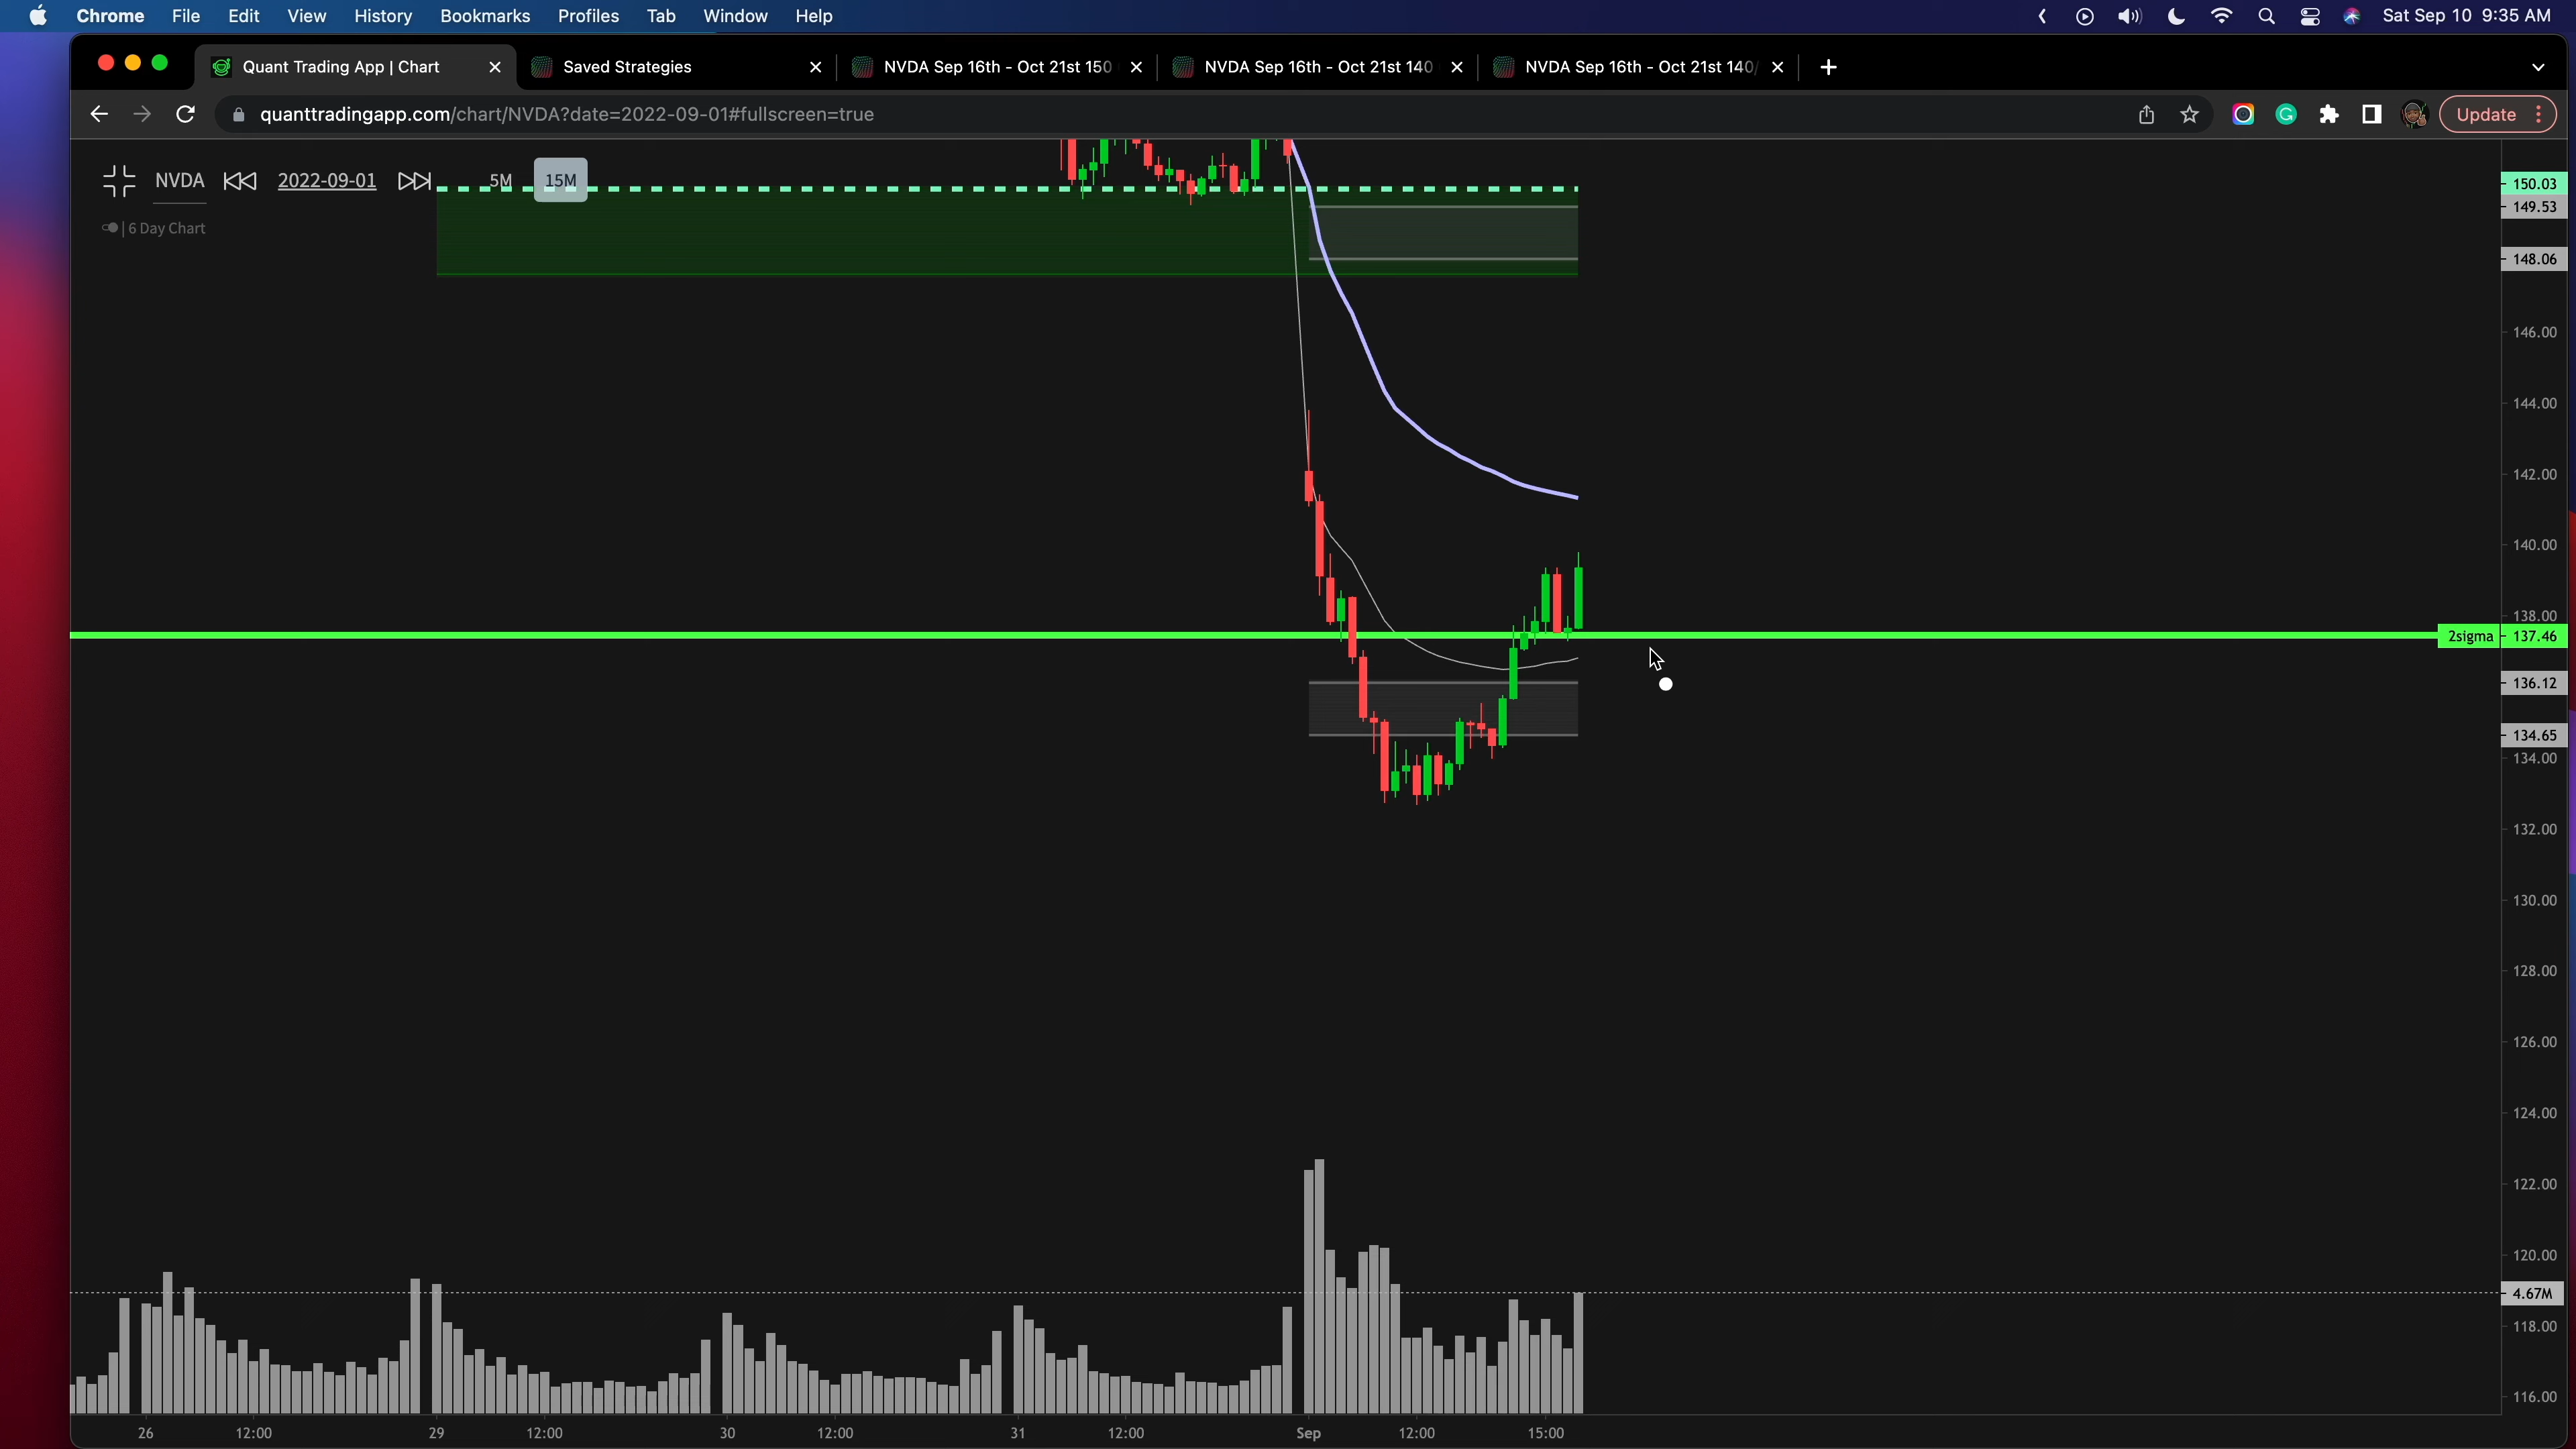 Chrome File Edit View History Bookmarks Profiles Tab Window Help Sat Sep 10 9:35 AM
Quant Trading App | Chart Saved Strategies NVDA Sep 16th - Oct 21st 150 NVDA Sep 16th - Oct 21st 140 NVDA Sep 16th - Oct 21st 140/
quanttradingapp.com/chart/NVDA?date=2022-09-01#fullscreen=true Update
NVDA 2022-09-01 5M 15M
| 6 Day Chart
150.03
149.53
148.06
146.00
144.00
142.00
140.00
138.00
2sigma 137.46
136.12
134.65
134.00
132.00
130.00
128.00
126.00
124.00
122.00
120.00
4.67M
118.00
116.00
26 12:00 29 12:00 30 12:00 31 12:00 Sep 12:00 15:00